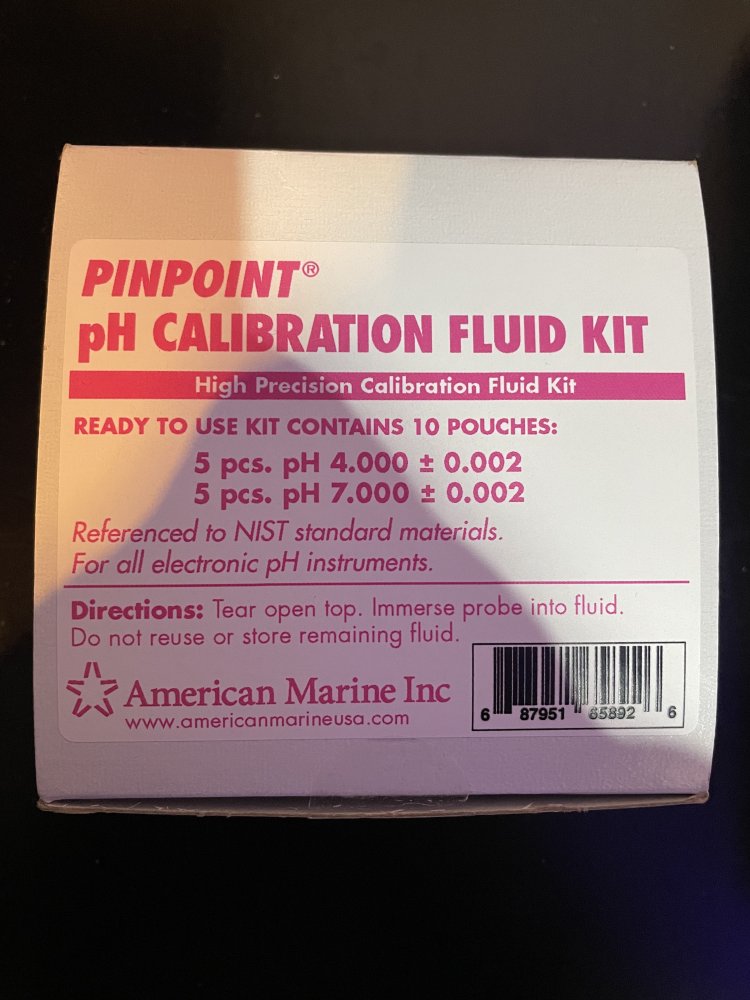 PINPOINT®
pH CALIBRATION FLUID KIT
High Precision Calibration Fluid Kit
READY TO USE KIT CONTAINS 10 POUCHES:
5 pcs. pH 4.000 ± 0.002
5 pcs. pH 7.000 ± 0.002
Referenced to NIST standard materials.
For all electronic pH instruments.
Directions: Tear open top. Immerse probe into fluid.
Do not reuse or store remaining fluid.
American Marine Inc
www.americanmarineusa.com
6 87951 65892 6